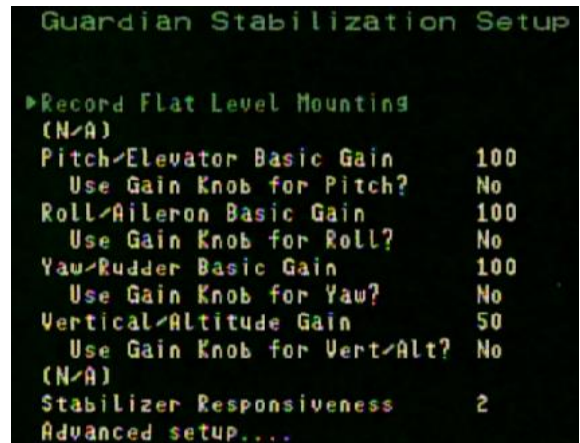 Guardian Stabilization Setup
▶Record Flat Level Mounting
(N/A)
Pitch/Elevator Basic Gain 100
Use Gain Knob for Pitch? No
Roll/Aileron Basic Gain 100
Use Gain Knob for Roll? No
Yaw/Rudder Basic Gain 100
Use Gain Knob for Yaw? No
Vertical/Altitude Gain 50
Use Gain Knob for Vert/Alt? No
(N/A)
Stabilizer Responsiveness 2
Advanced setup....